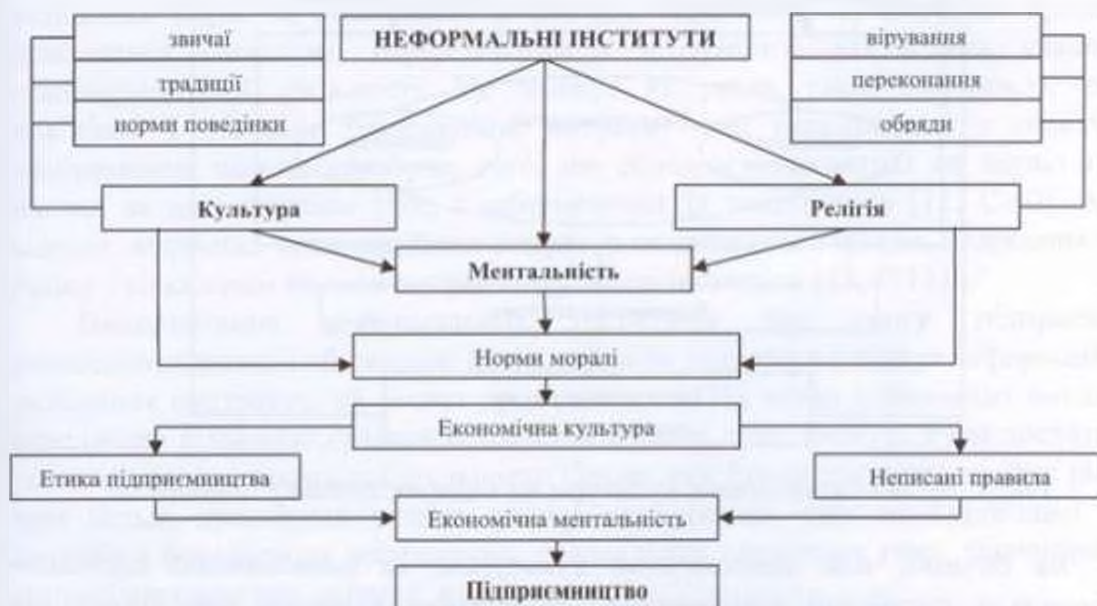 НЕФОРМАЛЬНІ ІНСТИТУТИ
звичаї
традиції
норми поведінки
вірування
переконання
обряди
Культура
Релігія
Ментальність
Норми моралі
Економічна культура
Етика підприємництва
Неписані правила
Економічна ментальність
Підприємництво